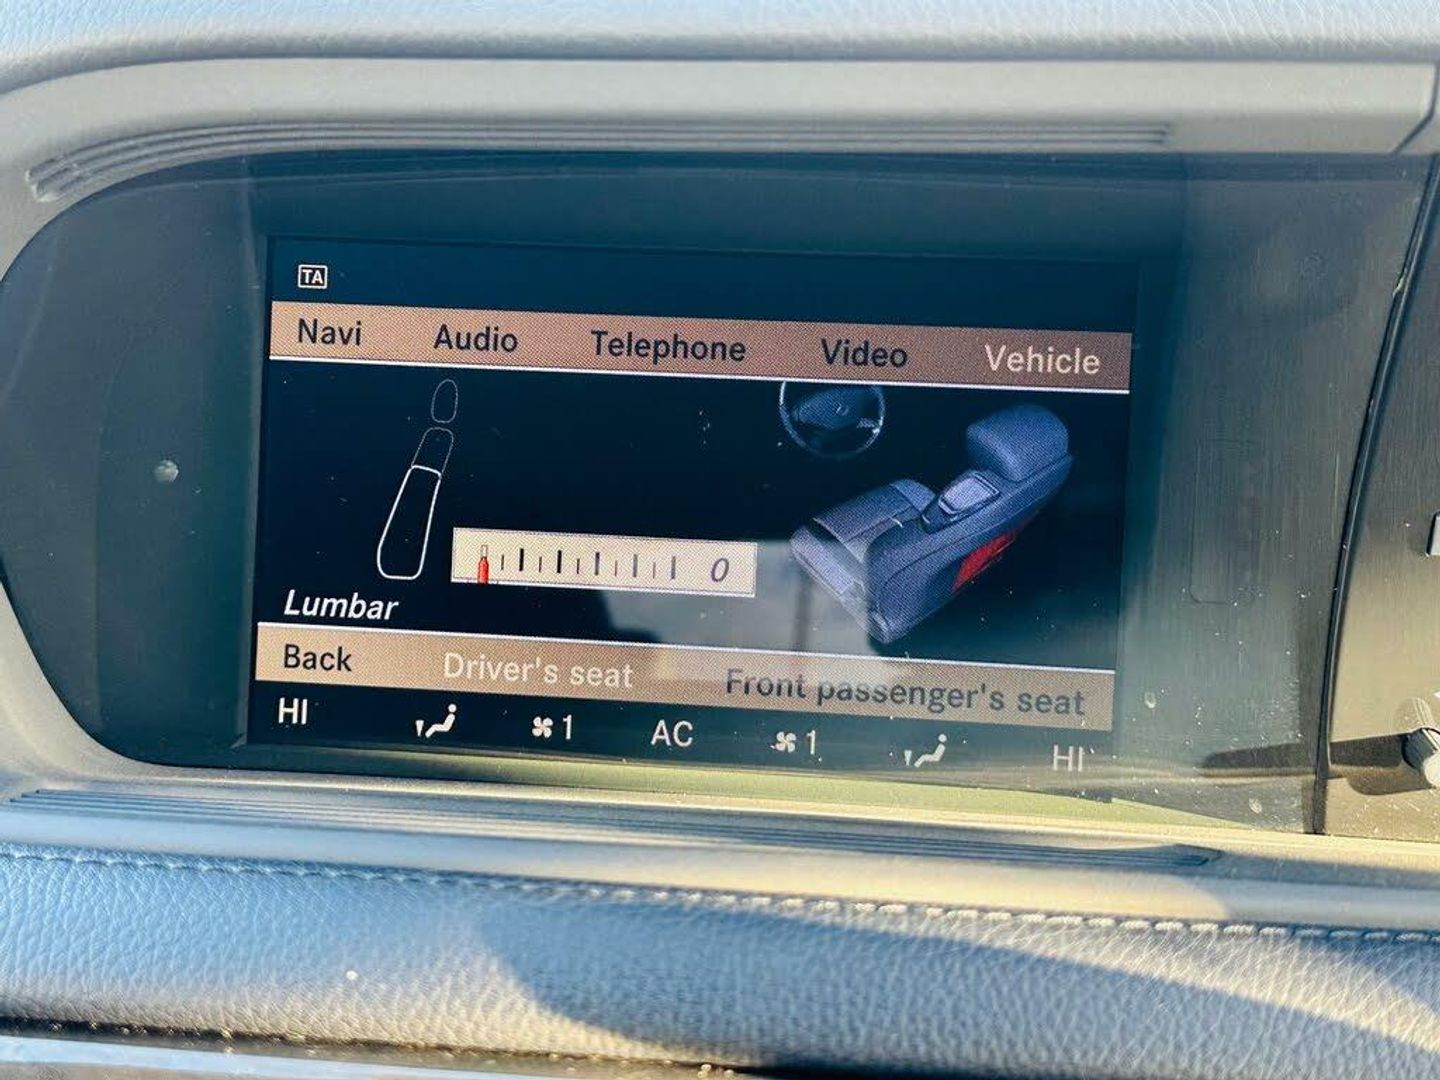 TA
Navi Audio Telephone Video Vehicle
0
Lumbar
Back Driver's seat Front passenger's seat
HI 1 AC 1 HI